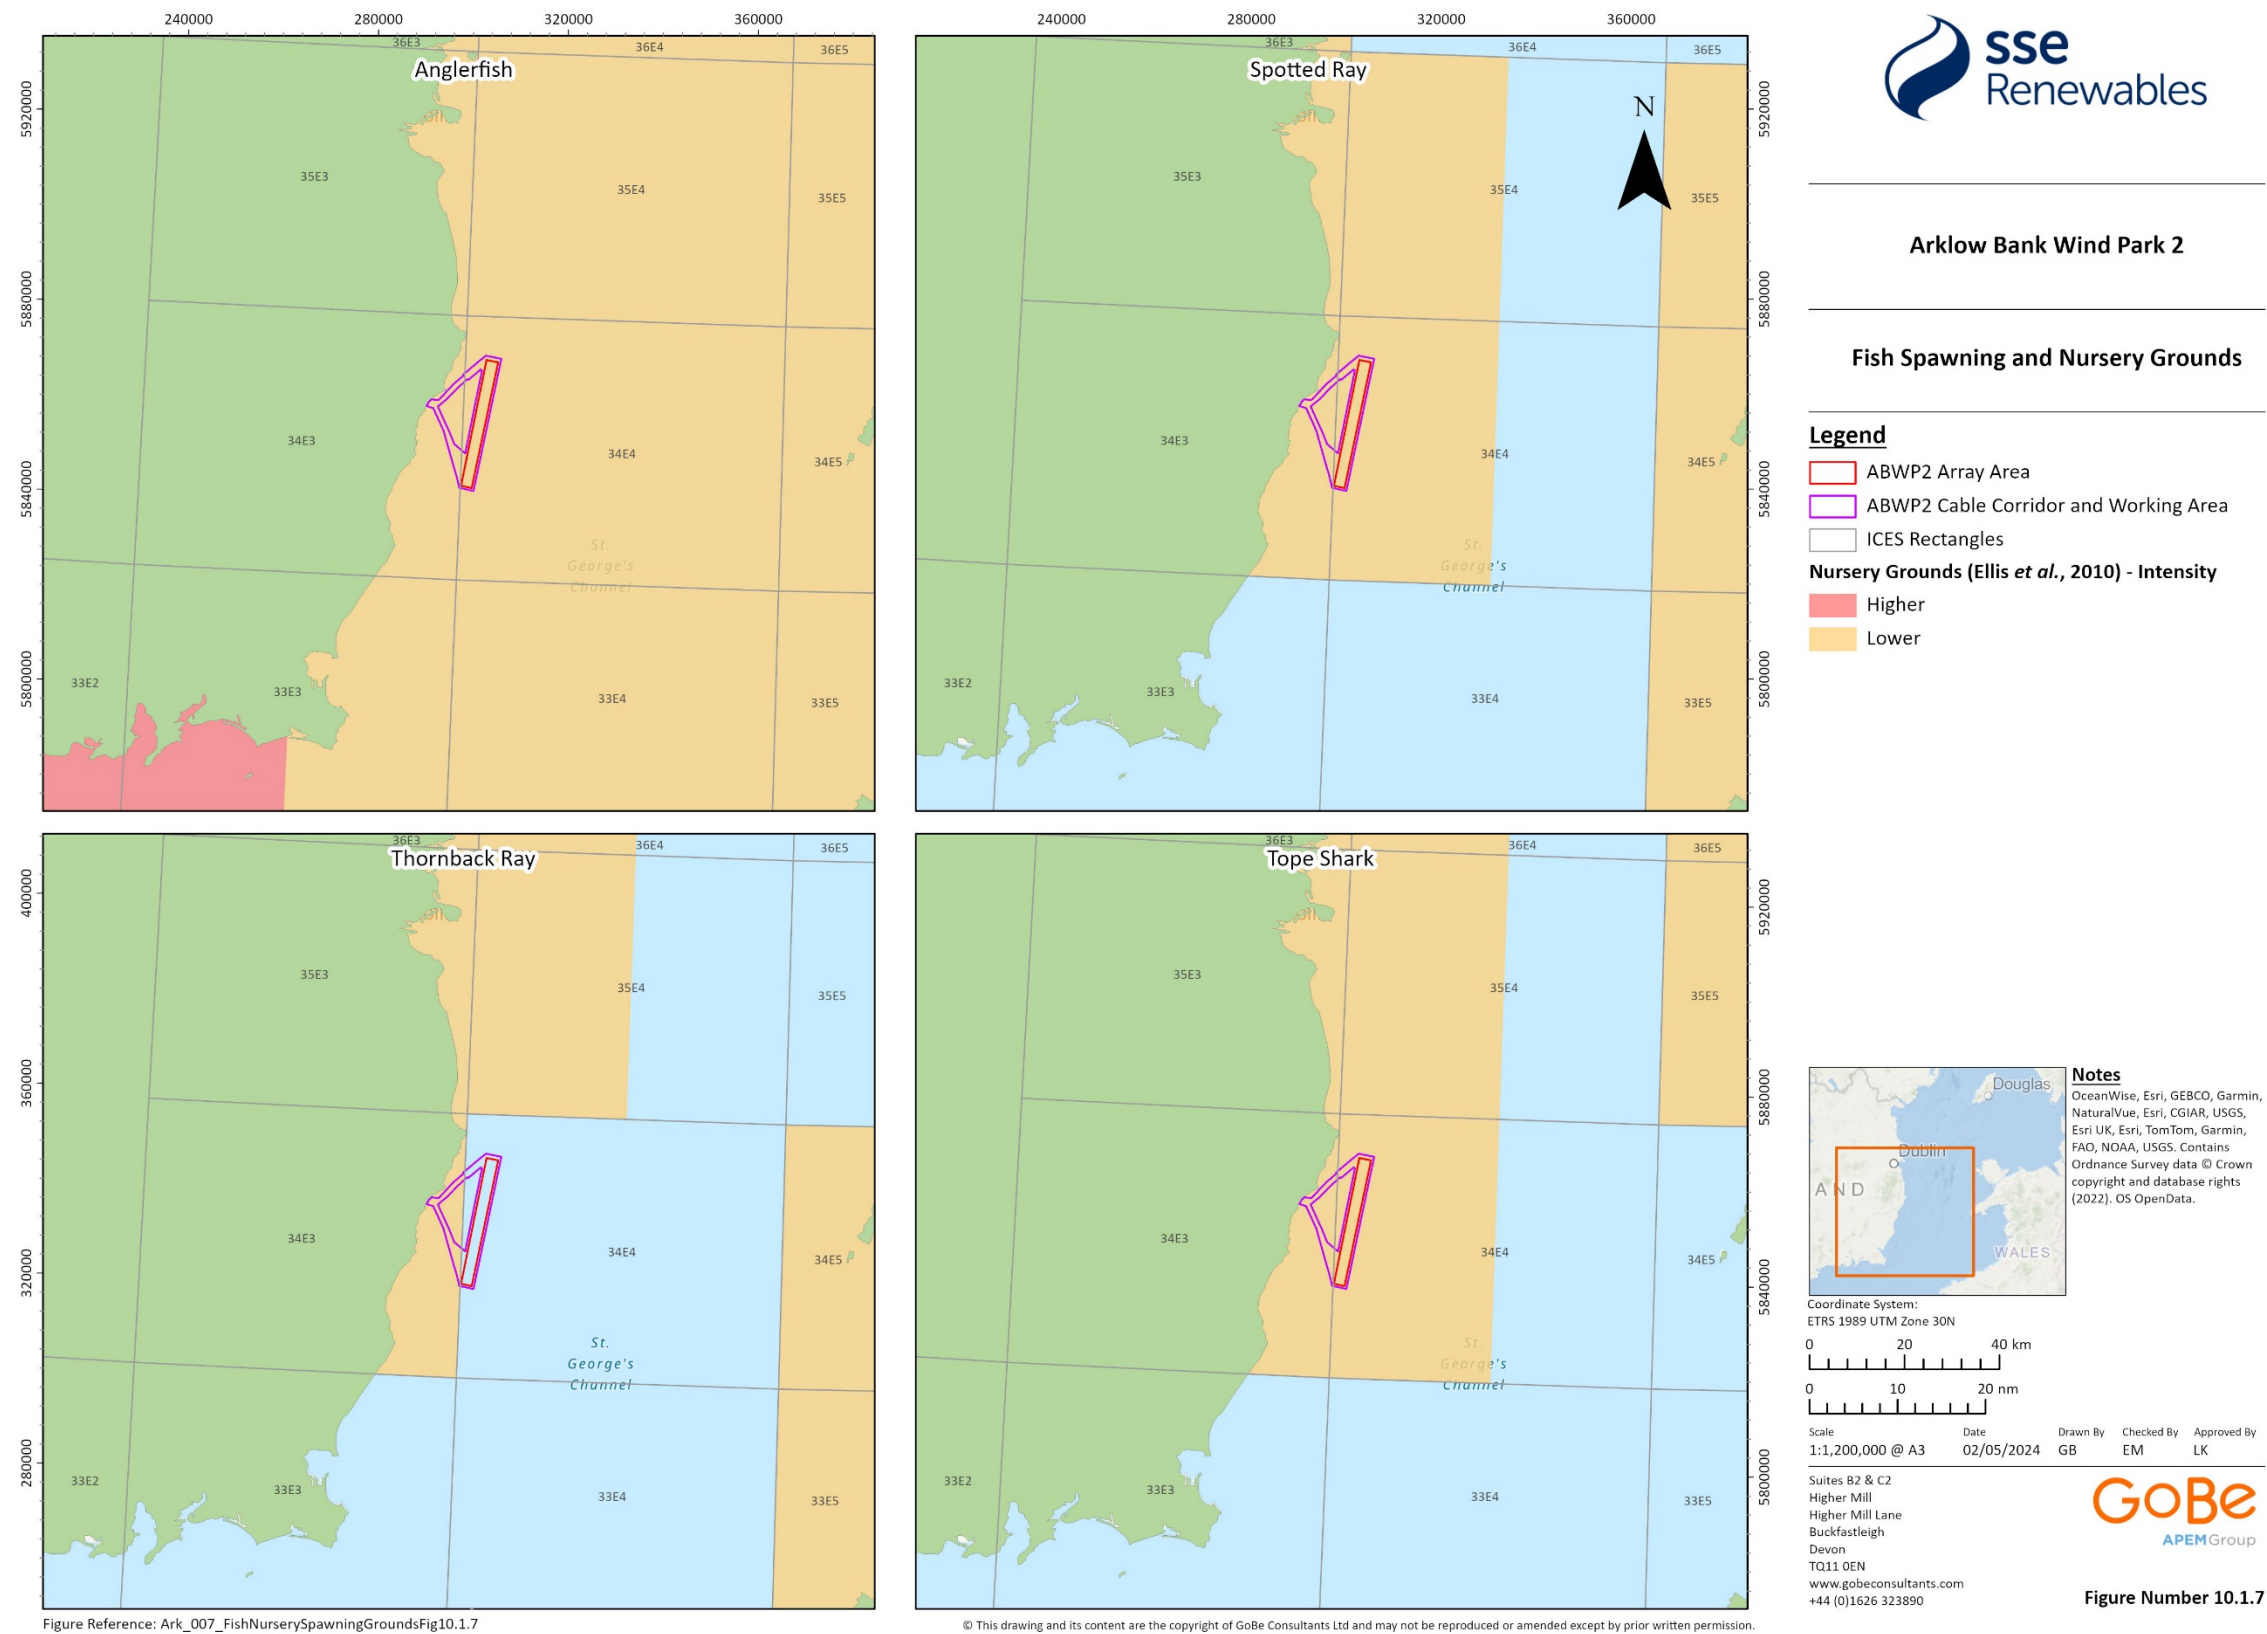 240000 280000 320000 360000
240000 280000 320000 360000
36E3 36E4 36E5
Anglerfish
5920000
35E3 35E4 35E5
5880000
34E3 34E4 34E5
5840000
St.
George's
Channel
5800000
33E2 33E3 33E4 33E5
36E3 36E4 36E5
Spotted Ray
N
5920000
35E3 35E4 35E5
5880000
34E3 34E4 34E5
5840000
St.
George's
Channel
5800000
33E2 33E3 33E4 33E5
36E3 36E4 36E5
Thornback Ray
400000
35E3 35E4 35E5
360000
34E3 34E4 34E5
320000
St.
George's
Channel
280000
33E2 33E3 33E4 33E5
36E3 36E4 36E5
Tope Shark
5920000
35E3 35E4 35E5
5880000
34E3 34E4 34E5
5840000
St.
George's
Channel
5800000
33E2 33E3 33E4 33E5
sse
Renewables
Arklow Bank Wind Park 2
Fish Spawning and Nursery Grounds
Legend
ABWP2 Array Area
ABWP2 Cable Corridor and Working Area
ICES Rectangles
Nursery Grounds (Ellis et al., 2010) - Intensity
Higher
Lower
Douglas
Dublin
AND
WALES
Notes
OceanWise, Esri, GEBCO, Garmin,
NaturalVue, Esri, CGIAR, USGS,
Esri UK, Esri, TomTom, Garmin,
FAO, NOAA, USGS. Contains
Ordnance Survey data © Crown
copyright and database rights
(2022). OS OpenData.
Coordinate System:
ETRS 1989 UTM Zone 30N
0 20 40 km
0 10 20 nm
Scale Date Drawn By Checked By Approved By
1:1,200,000 @ A3 02/05/2024 GB EM LK
Suites B2 & C2
Higher Mill
Higher Mill Lane
Buckfastleigh
Devon
TQ11 0EN
www.gobeconsultants.com
+44 (0)1626 323890
GoBe
APEMGroup
Figure Number 10.1.7
Figure Reference: Ark_007_FishNurserySpawningGroundsFig10.1.7
© This drawing and its content are the copyright of GoBe Consultants Ltd and may not be reproduced or amended except by prior written permission.